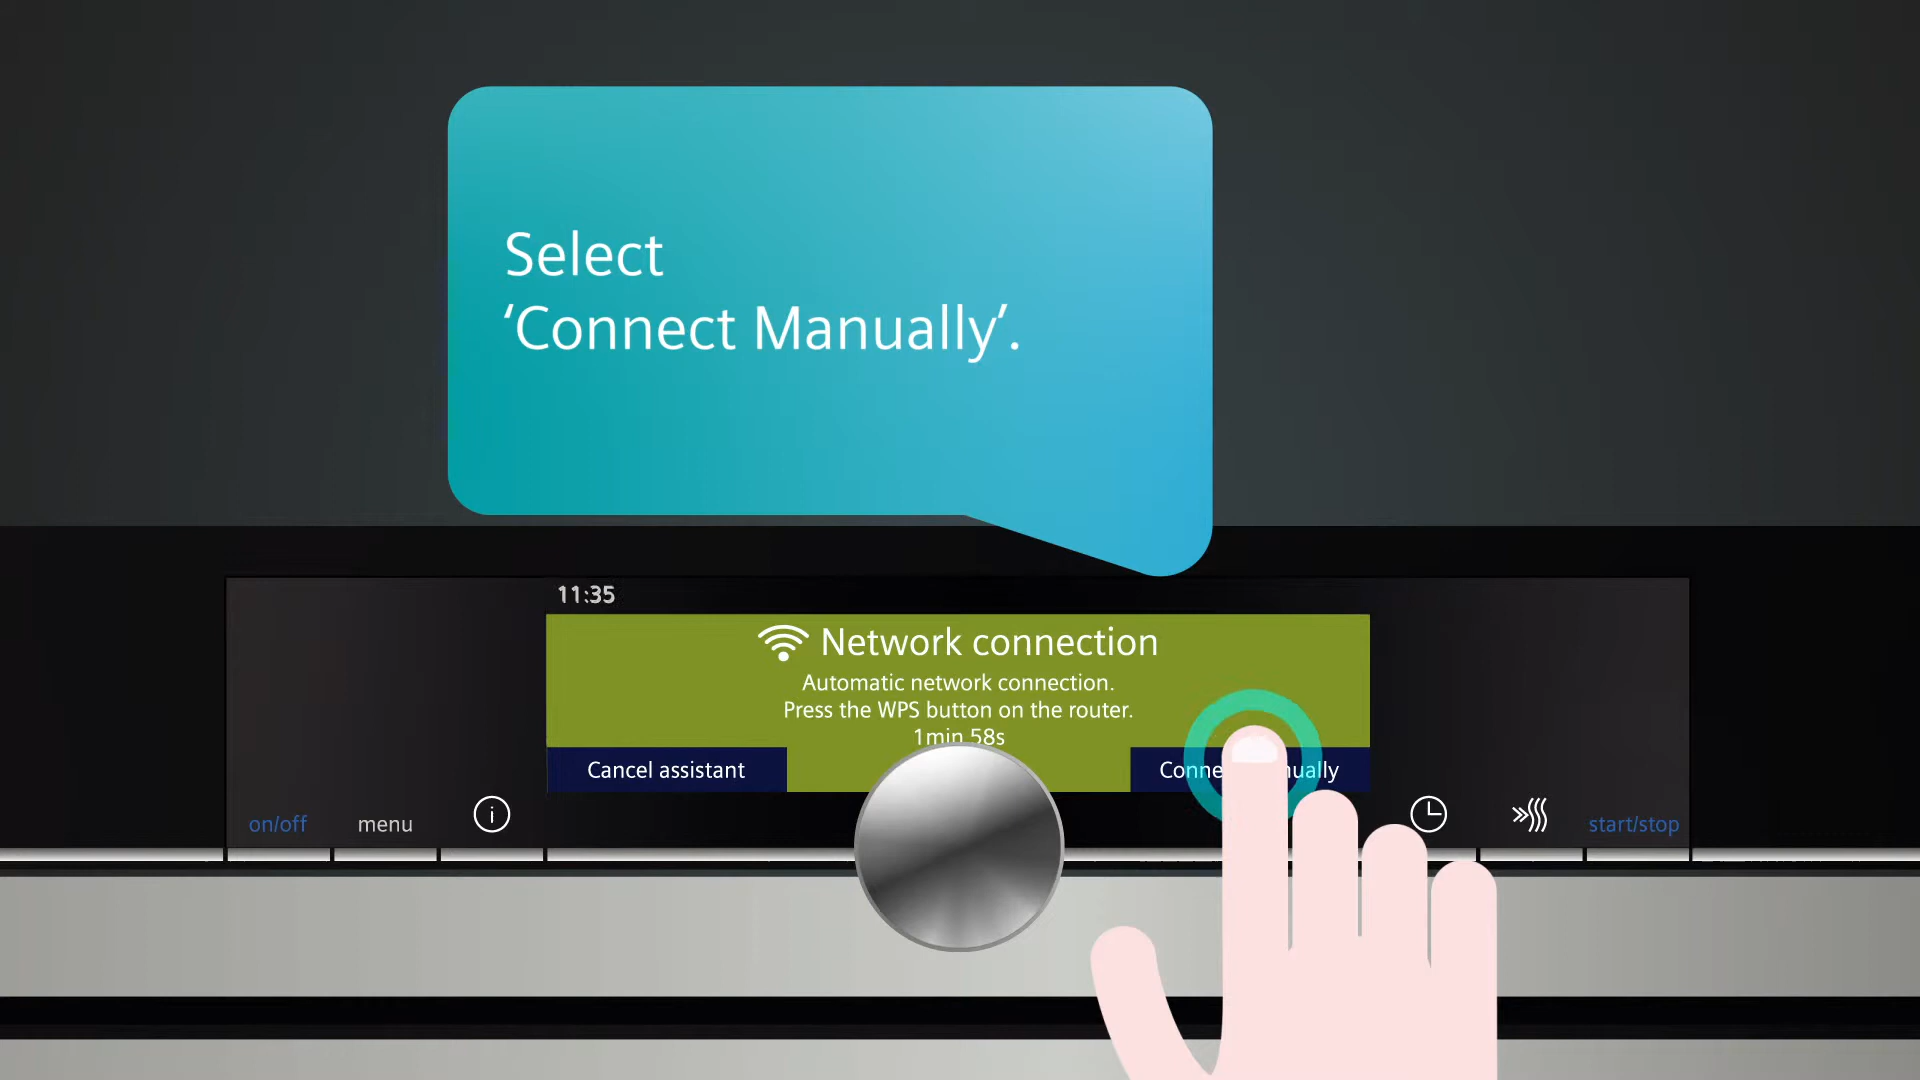 Select
‘Connect Manually’.
11:35
Network connection
Automatic network connection.
Press the WPS button on the router.
1min 58s
Cancel assistant
on/off
menu
i
start/stop